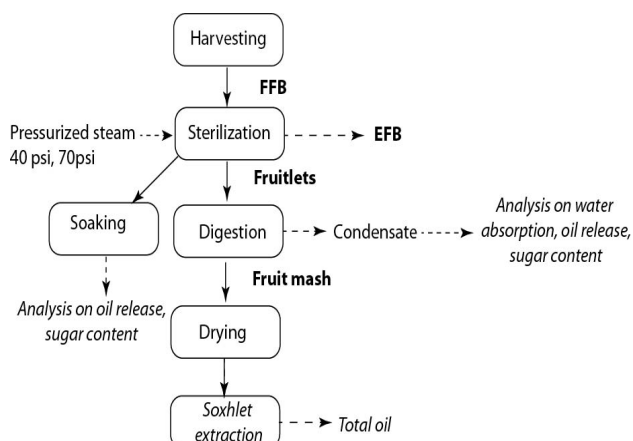 Harvesting
FFB
Pressurized steam
40 psi, 70psi
Sterilization
EFB
Fruitlets
Soaking
Digestion
Condensate
Analysis on water
absorption, oil release,
sugar content
Fruit mash
Analysis on oil release,
sugar content
Drying
Soxhlet
extraction
Total oil